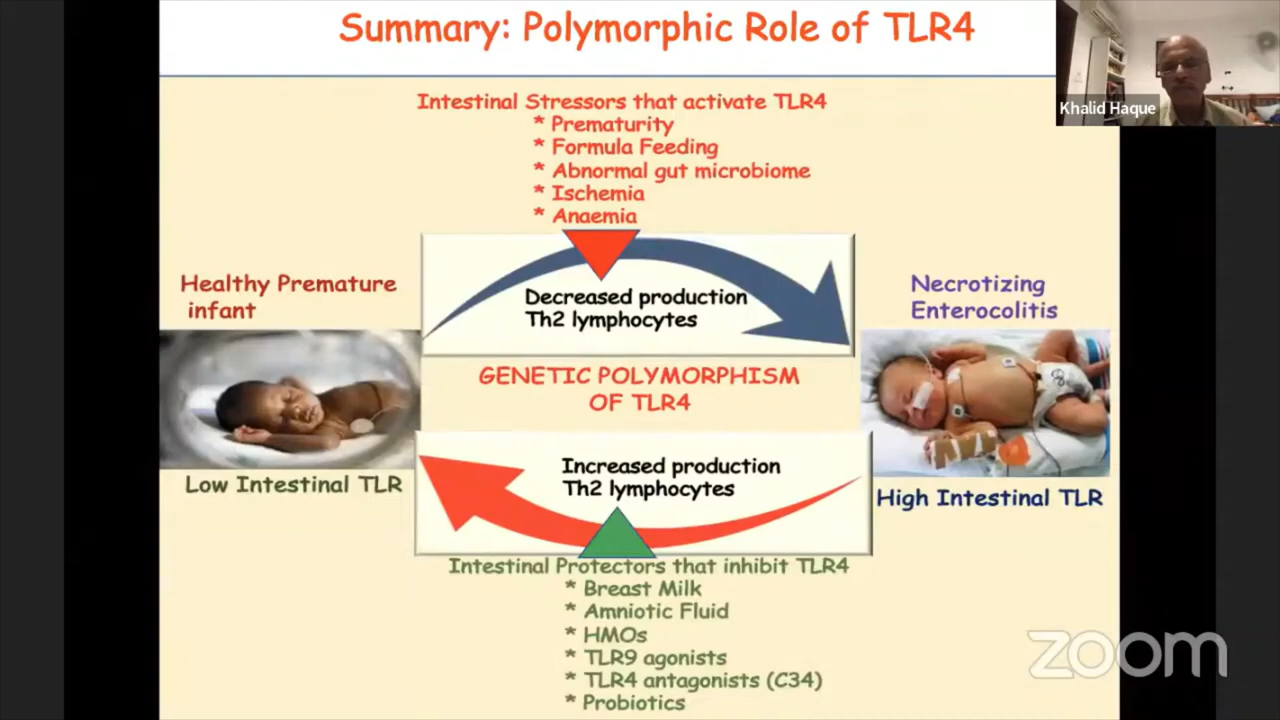 Summary: Polymorphic Role of TLR4
Khalid Haque
Intestinal Stressors that activate TLR4
* Prematurity
* Formula Feeding
* Abnormal gut microbiome
* Ischemia
* Anaemia
Healthy Premature
infant
Decreased production
Th2 lymphocytes
Necrotizing
Enterocolitis
GENETIC POLYMORPHISM
OF TLR4
Low Intestinal TLR
Increased production
Th2 lymphocytes
High Intestinal TLR
Intestinal Protectors that inhibit TLR4
* Breast Milk
* Amniotic Fluid
* HMOs
* TLR9 agonists
* TLR4 antagonists (C34)
* Probiotics
zoom